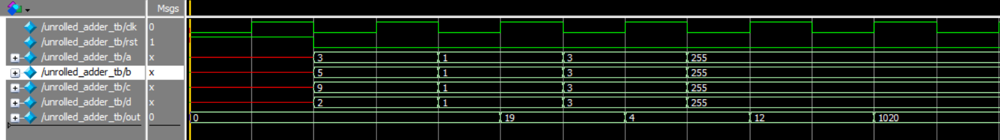 Msgs
/unrolled_adder_tb/clk 0
/unrolled_adder_tb/rst 1
/unrolled_adder_tb/a x 3 1 3 255
/unrolled_adder_tb/b x 5 1 3 255
/unrolled_adder_tb/c x 9 1 3 255
/unrolled_adder_tb/d x 2 1 3 255
/unrolled_adder_tb/out 0 0 19 4 12 1020